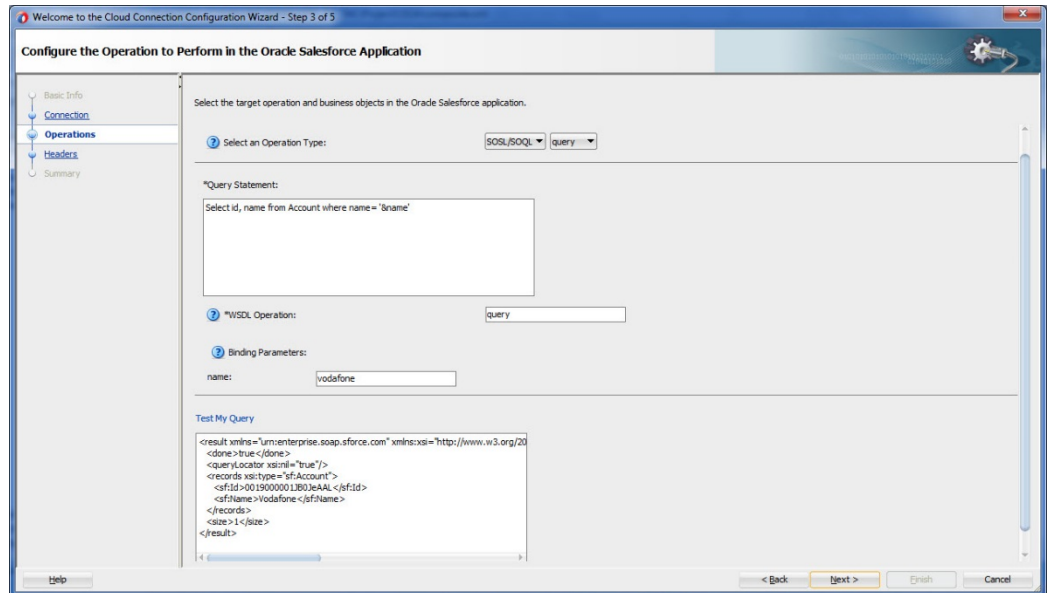 Welcome to the Cloud Connection Configuration Wizard - Step 3 of 5
Configure the Operation to Perform in the Oracle Salesforce Application
Basic Info
Connection
Operations
Headers
Summary
Select the target operation and business objects in the Oracle Salesforce application.
Select an Operation Type: SOSL/SOQL query
*Query Statement:
Select id, name from Account where name= '&name'
*WSDL Operation: query
Binding Parameters:
name: vodafone
Test My Query
<result xmlns="urn:enterprise.soap.sforce.com" xmlns:xsi="http://www.w3.org/20
<done>true</done>
<queryLocator xsi:nil="true"/>
<records xsi:type="sf:Account">
<sf:Id>0019000001JB0JeAAL</sf:Id>
<sf:Name>Vodafone</sf:Name>
</records>
<size>1</size>
</result>
Help < Back Next > Finish Cancel